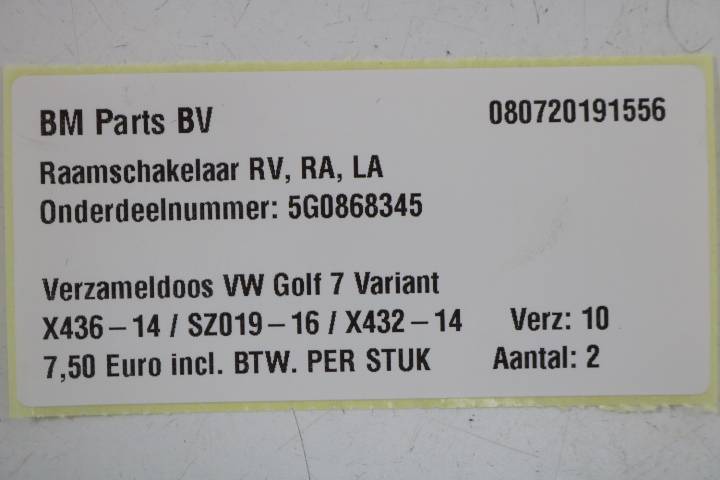 BM Parts BV 080720191556
Raamschakelaar RV, RA, LA
Onderdeelnummer: 5G0868345
Verzameldoos VW Golf 7 Variant
X436-14 / SZ019-16 / X432-14 Verz: 10
7,50 Euro incl. BTW. PER STUK Aantal: 2